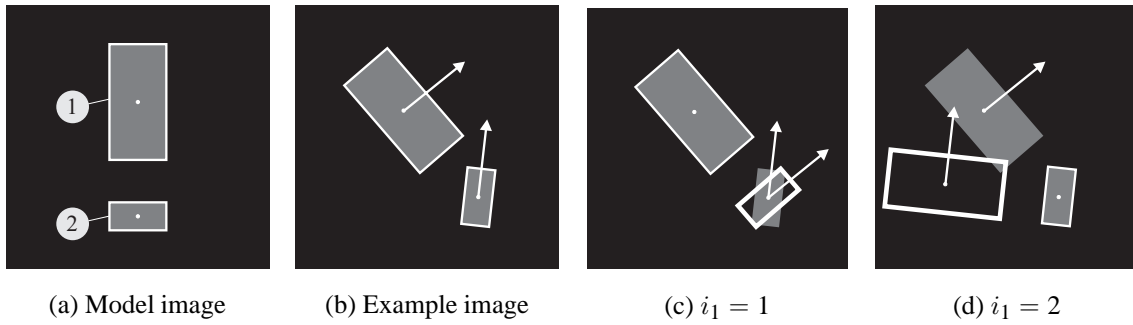 1
2
(a) Model image
(b) Example image
(c) i₁ = 1
(d) i₁ = 2